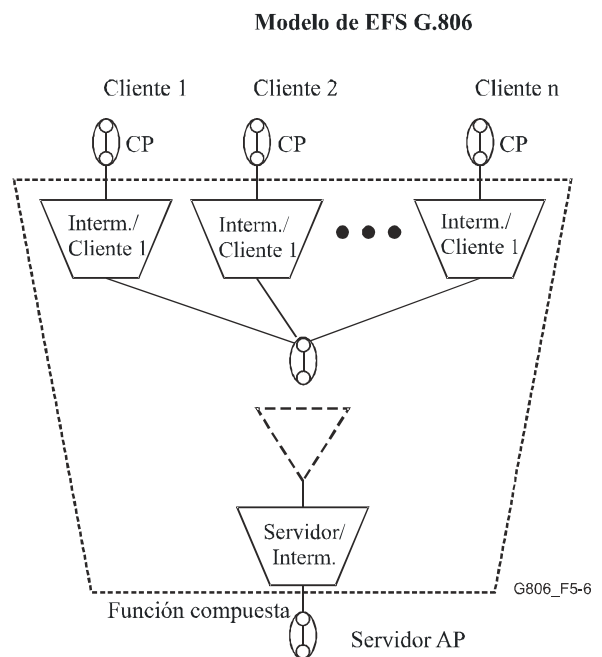 Modelo de EFS G.806
Cliente 1
Cliente 2
Cliente n
CP
CP
CP
Interm./
Cliente 1
Interm./
Cliente 1
Interm./
Cliente 1
Servidor/
Interm.
G806_F5-6
Función compuesta
Servidor AP